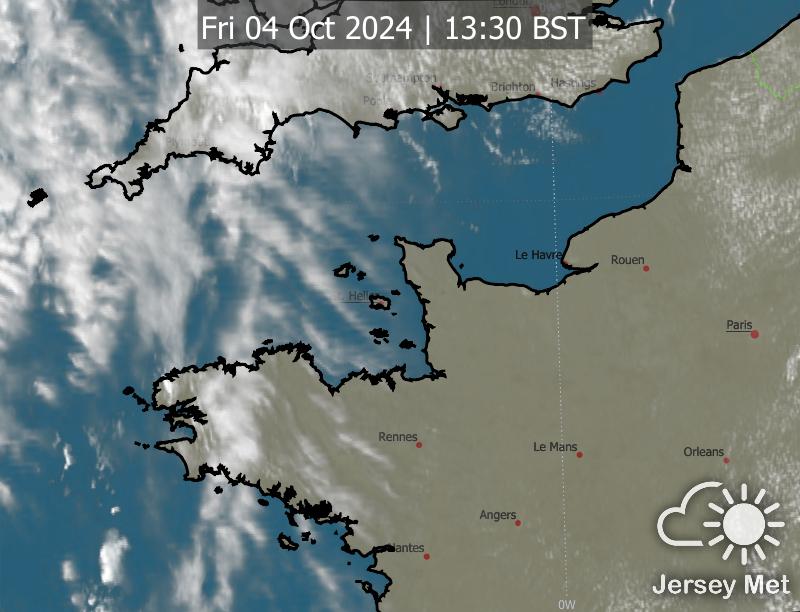 London
Fri 04 Oct 2024 | 13:30 BST
Southampton
Brighton
Hastings
Le Havre
Rouen
Helier
Paris
Rennes
Le Mans
Orleans
Angers
Nantes
Jersey Met
0W